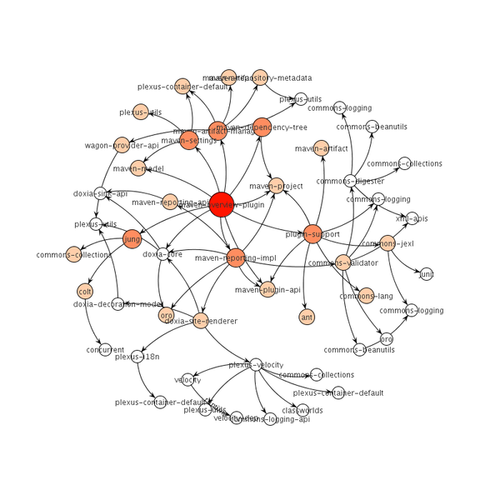 maven-repository-metadata
plexus-container-default
plexus-utils
commons-logging
plexus-utils
commons-beanutils
maven-dependency-tree
maven-settings
wagon-provider-api
maven-artifact
commons-collections
maven-model
commons-digester
maven-project
doxia-sink-api
maven-reporting-api
commons-logging
xml-apis
plexus-utils
plugin-support
jung
commons-jexl
commons-collections
doxia-core
maven-reporting-impl
commons-validator
junit
colt
maven-plugin-api
commons-lang
doxia-decoration-model
oro
doxia-site-renderer
ant
commons-logging
oro
concurrent
plexus-i18n
commons-beanutils
plexus-velocity
velocity
commons-collections
plexus-container-default
plexus-container-default
plexus-utils
classworlds
velocity-dep
commons-logging-api